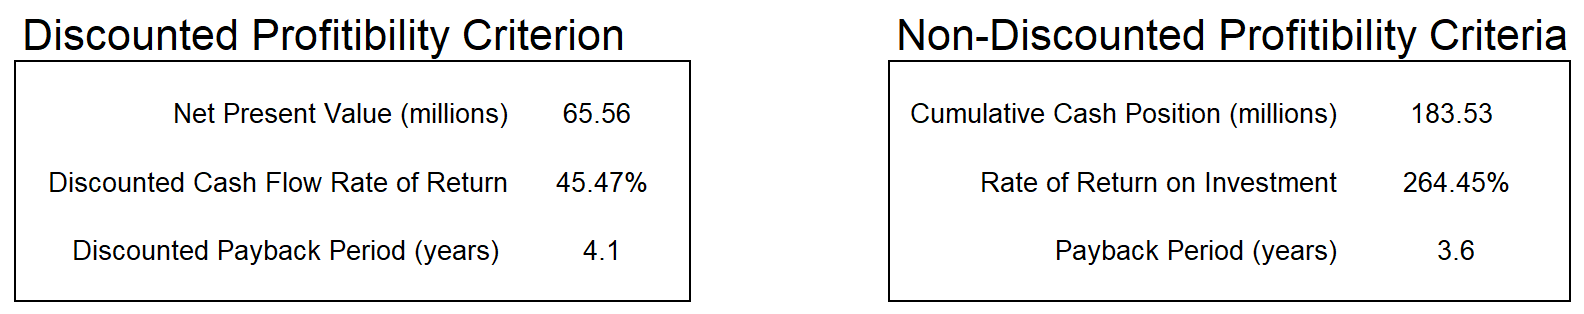 Discounted Profitibility Criterion
Net Present Value (millions) 65.56
Discounted Cash Flow Rate of Return 45.47%
Discounted Payback Period (years) 4.1
Non-Discounted Profitibility Criteria
Cumulative Cash Position (millions) 183.53
Rate of Return on Investment 264.45%
Payback Period (years) 3.6